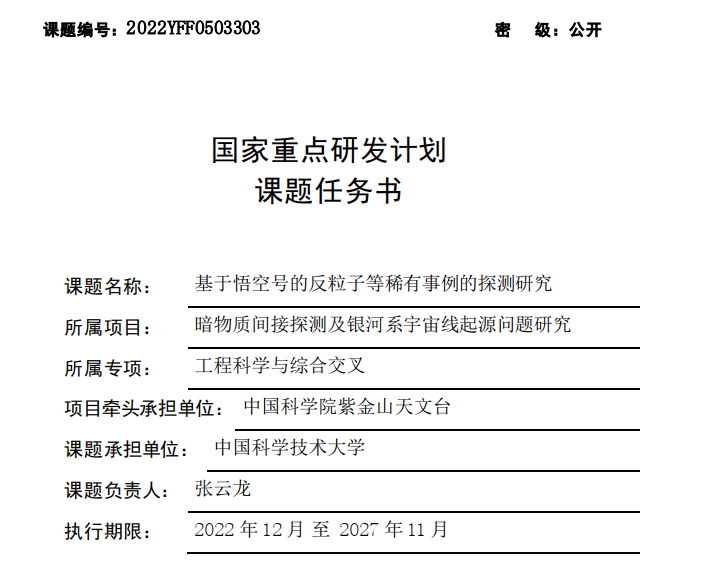 课题编号：2022YFF0503303 密 级：公开
国家重点研发计划
课题任务书
课题名称： 基于悟空号的反粒子等稀有事例的探测研究
所属项目： 暗物质间接探测及银河系宇宙线起源问题研究
所属专项： 工程科学与综合交叉
项目牵头承担单位： 中国科学院紫金山天文台
课题承担单位： 中国科学技术大学
课题负责人： 张云龙
执行期限： 2022 年 12 月 至 2027 年 11 月